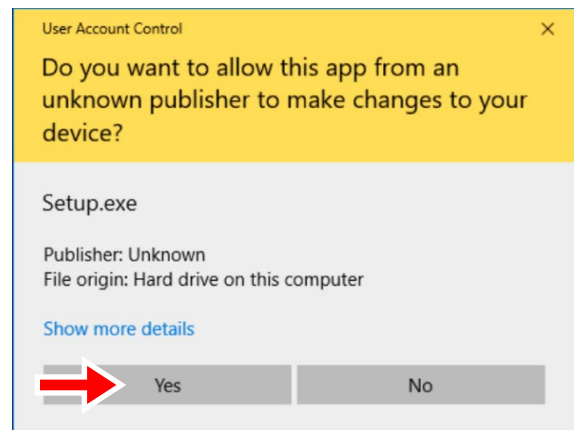 User Account Control
Do you want to allow this app from an
unknown publisher to make changes to your
device?
Setup.exe
Publisher: Unknown
File origin: Hard drive on this computer
Show more details
Yes
No